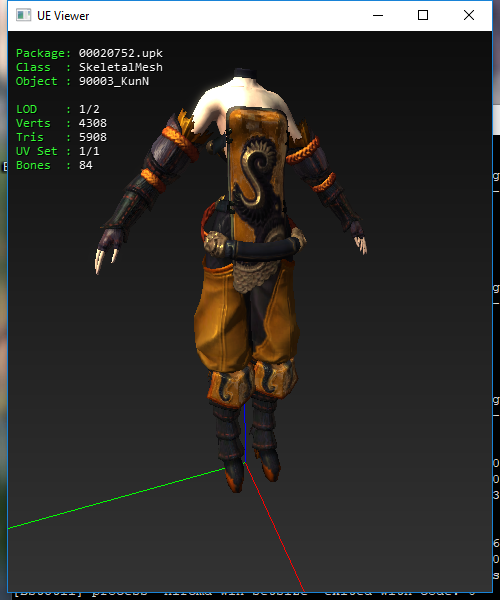 UE Viewer
Package: 00020752.upk
Class : SkeletalMesh
Object : 90003_KunN
LOD : 1/2
Verts : 4308
Tris : 5908
UV Set : 1/1
Bones : 84